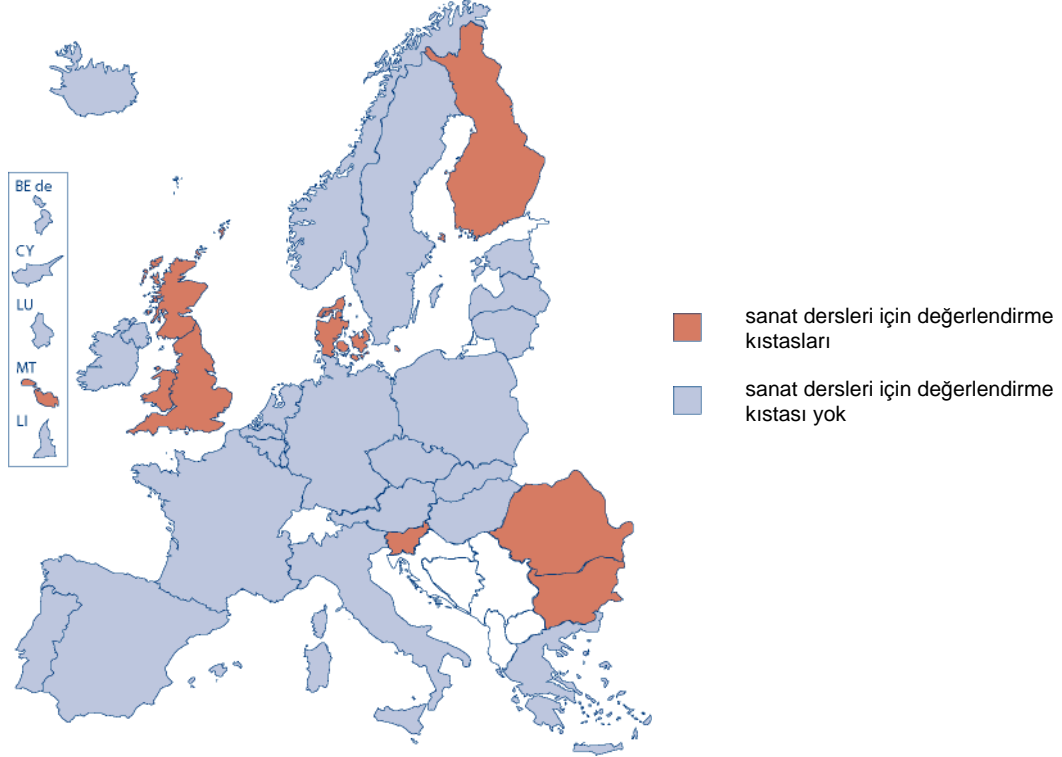 BE de
CY
LU
MT
LI
sanat dersleri için değerlendirme
kıstasları
sanat dersleri için değerlendirme
kıstası yok